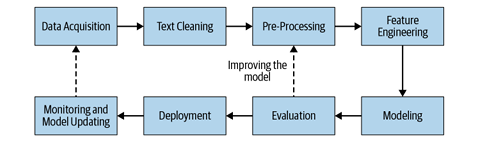 Data Acquisition
Text Cleaning
Pre-Processing
Feature
Engineering
Improving the
model
Monitoring and
Model Updating
Deployment
Evaluation
Modeling